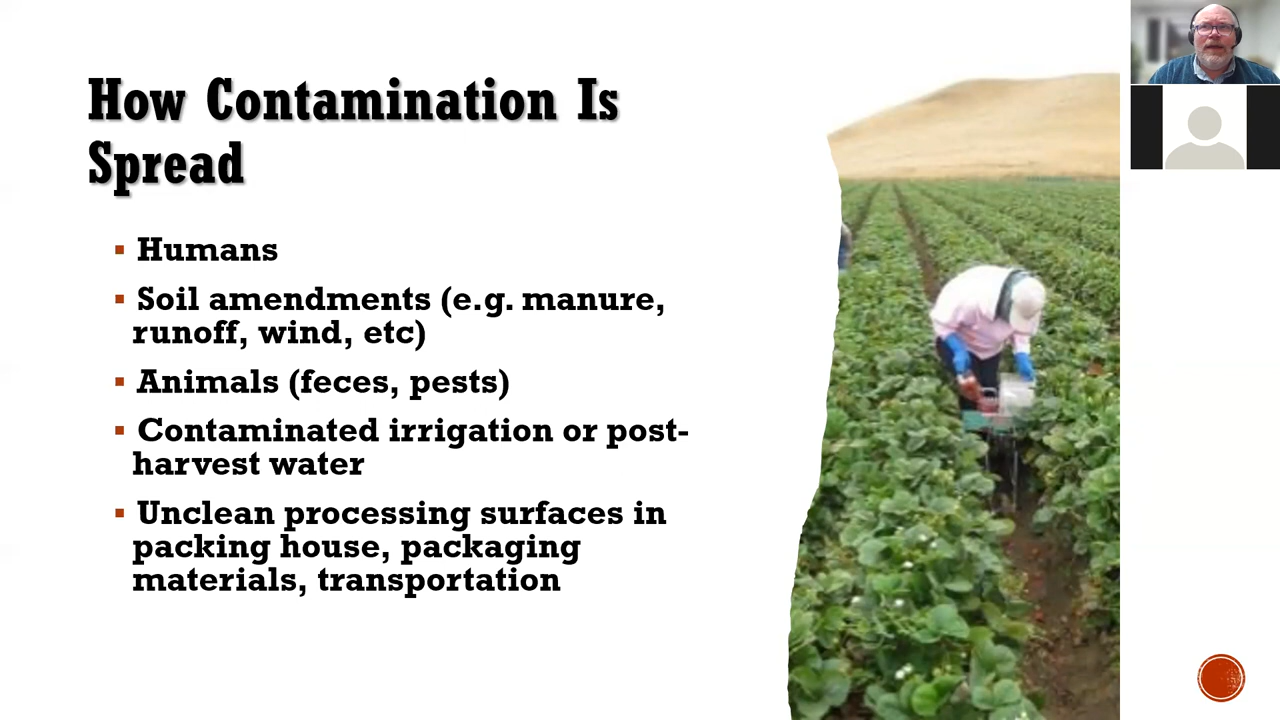 How Contamination Is
Spread
Humans
Soil amendments (e.g. manure,
runoff, wind, etc)
Animals (feces, pests)
Contaminated irrigation or post-
harvest water
Unclean processing surfaces in
packing house, packaging
materials, transportation